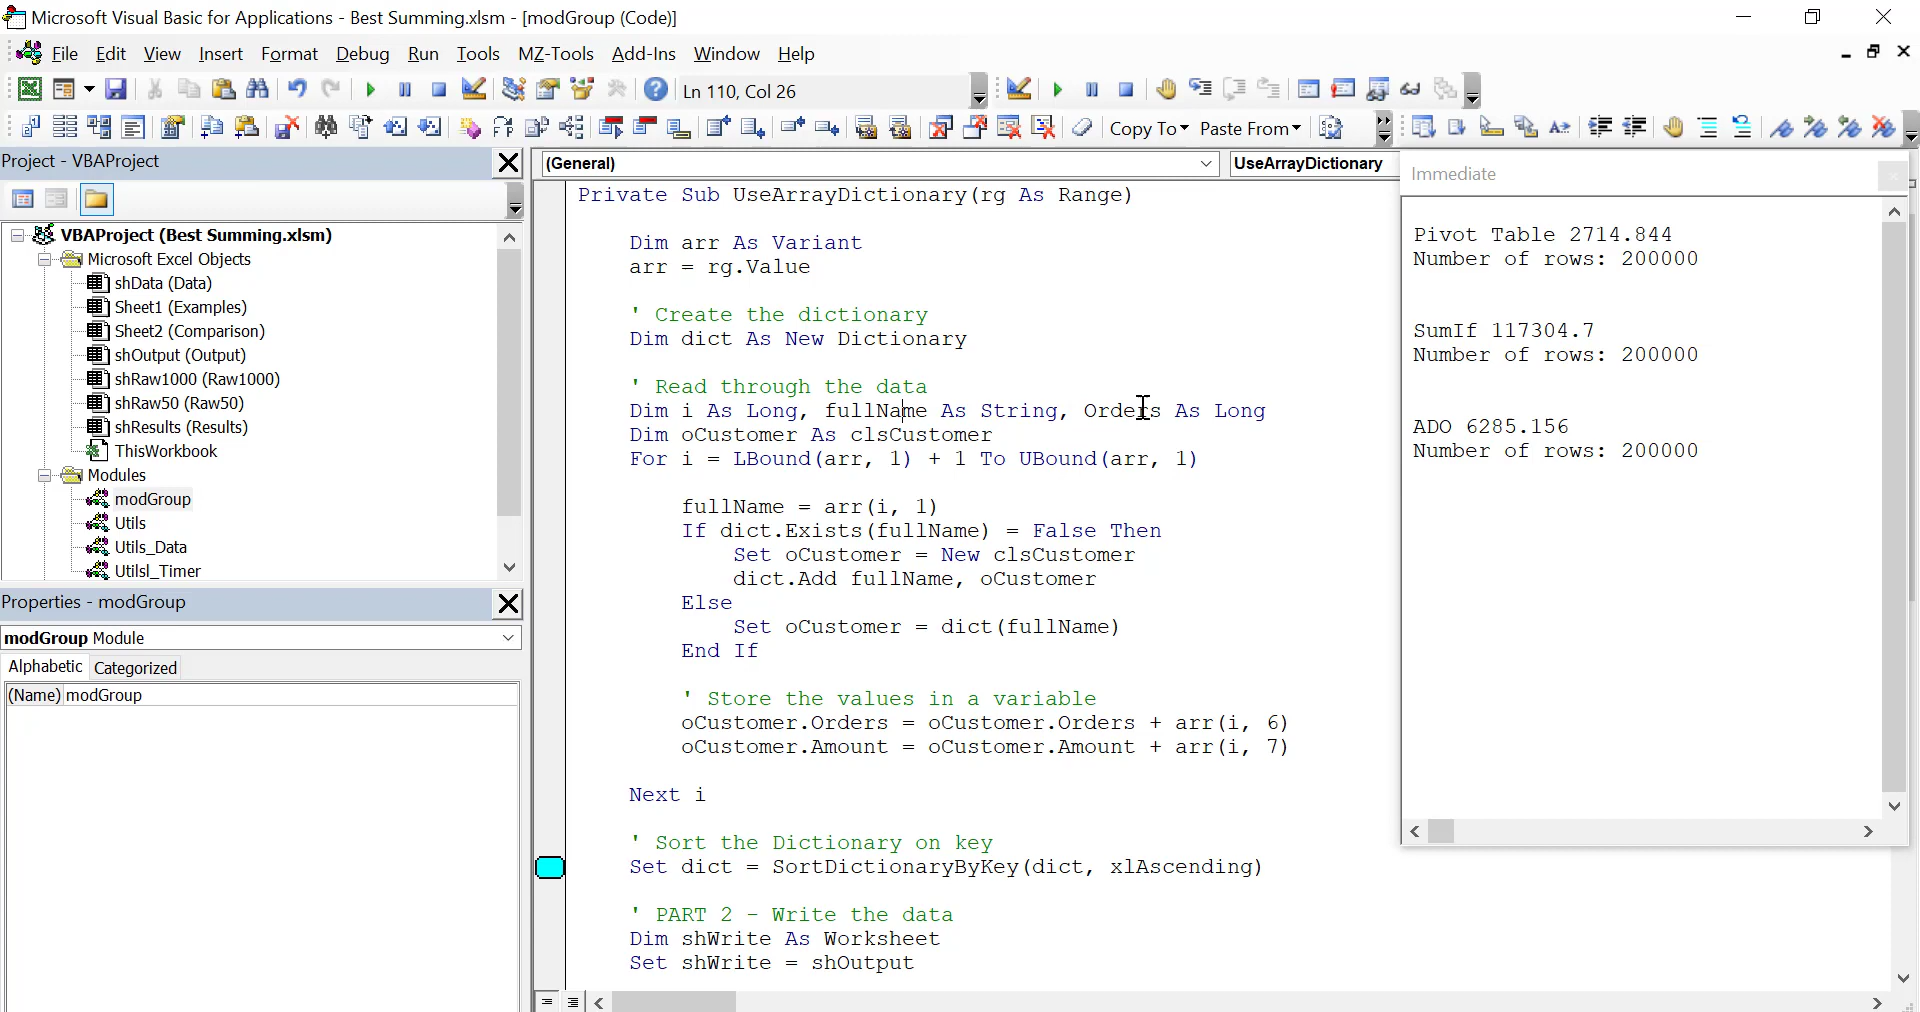 Microsoft Visual Basic for Applications - Best Summing.xlsm - [modGroup (Code)]
File Edit View Insert Format Debug Run Tools MZ-Tools Add-Ins Window Help
Ln 110, Col 26
Copy To Paste From
Project - VBAProject
VBAProject (Best Summing.xlsm)
Microsoft Excel Objects
shData (Data)
Sheet1 (Examples)
Sheet2 (Comparison)
shOutput (Output)
shRaw1000 (Raw1000)
shRaw50 (Raw50)
shResults (Results)
ThisWorkbook
Modules
modGroup
Utils
Utils_Data
Utilsl_Timer
Properties - modGroup
modGroup Module
Alphabetic Categorized
(Name) modGroup
(General) UseArrayDictionary
Private Sub UseArrayDictionary(rg As Range)
Dim arr As Variant
arr = rg.Value
' Create the dictionary
Dim dict As New Dictionary
' Read through the data
Dim i As Long, fullName As String, Orders As Long
Dim oCustomer As clsCustomer
For i = LBound(arr, 1) + 1 To UBound(arr, 1)
fullName = arr(i, 1)
If dict.Exists(fullName) = False Then
Set oCustomer = New clsCustomer
dict.Add fullName, oCustomer
Else
Set oCustomer = dict(fullName)
End If
' Store the values in a variable
oCustomer.Orders = oCustomer.Orders + arr(i, 6)
oCustomer.Amount = oCustomer.Amount + arr(i, 7)
Next i
' Sort the Dictionary on key
Set dict = SortDictionaryByKey(dict, xlAscending)
' PART 2 - Write the data
Dim shWrite As Worksheet
Set shWrite = shOutput
Immediate
Pivot Table 2714.844
Number of rows: 200000
SumIf 117304.7
Number of rows: 200000
ADO 6285.156
Number of rows: 200000